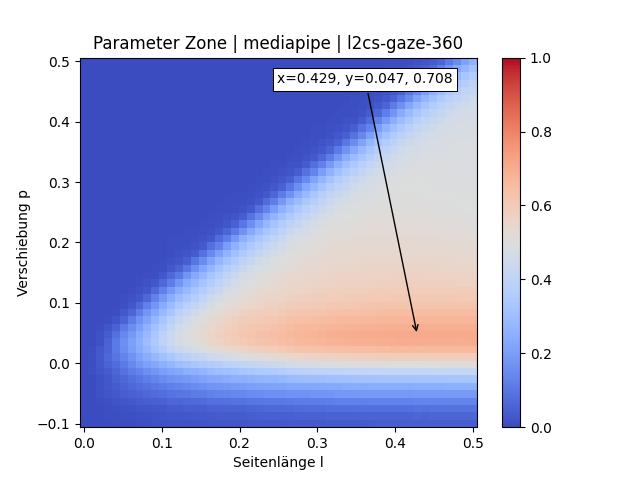 Parameter Zone | mediapipe | l2cs-gaze-360
x=0.429, y=0.047, 0.708
Verschiebung p
0.5
0.4
0.3
0.2
0.1
0.0
−0.1
0.0 0.1 0.2 0.3 0.4 0.5
Seitenlänge l
1.0
0.8
0.6
0.4
0.2
0.0